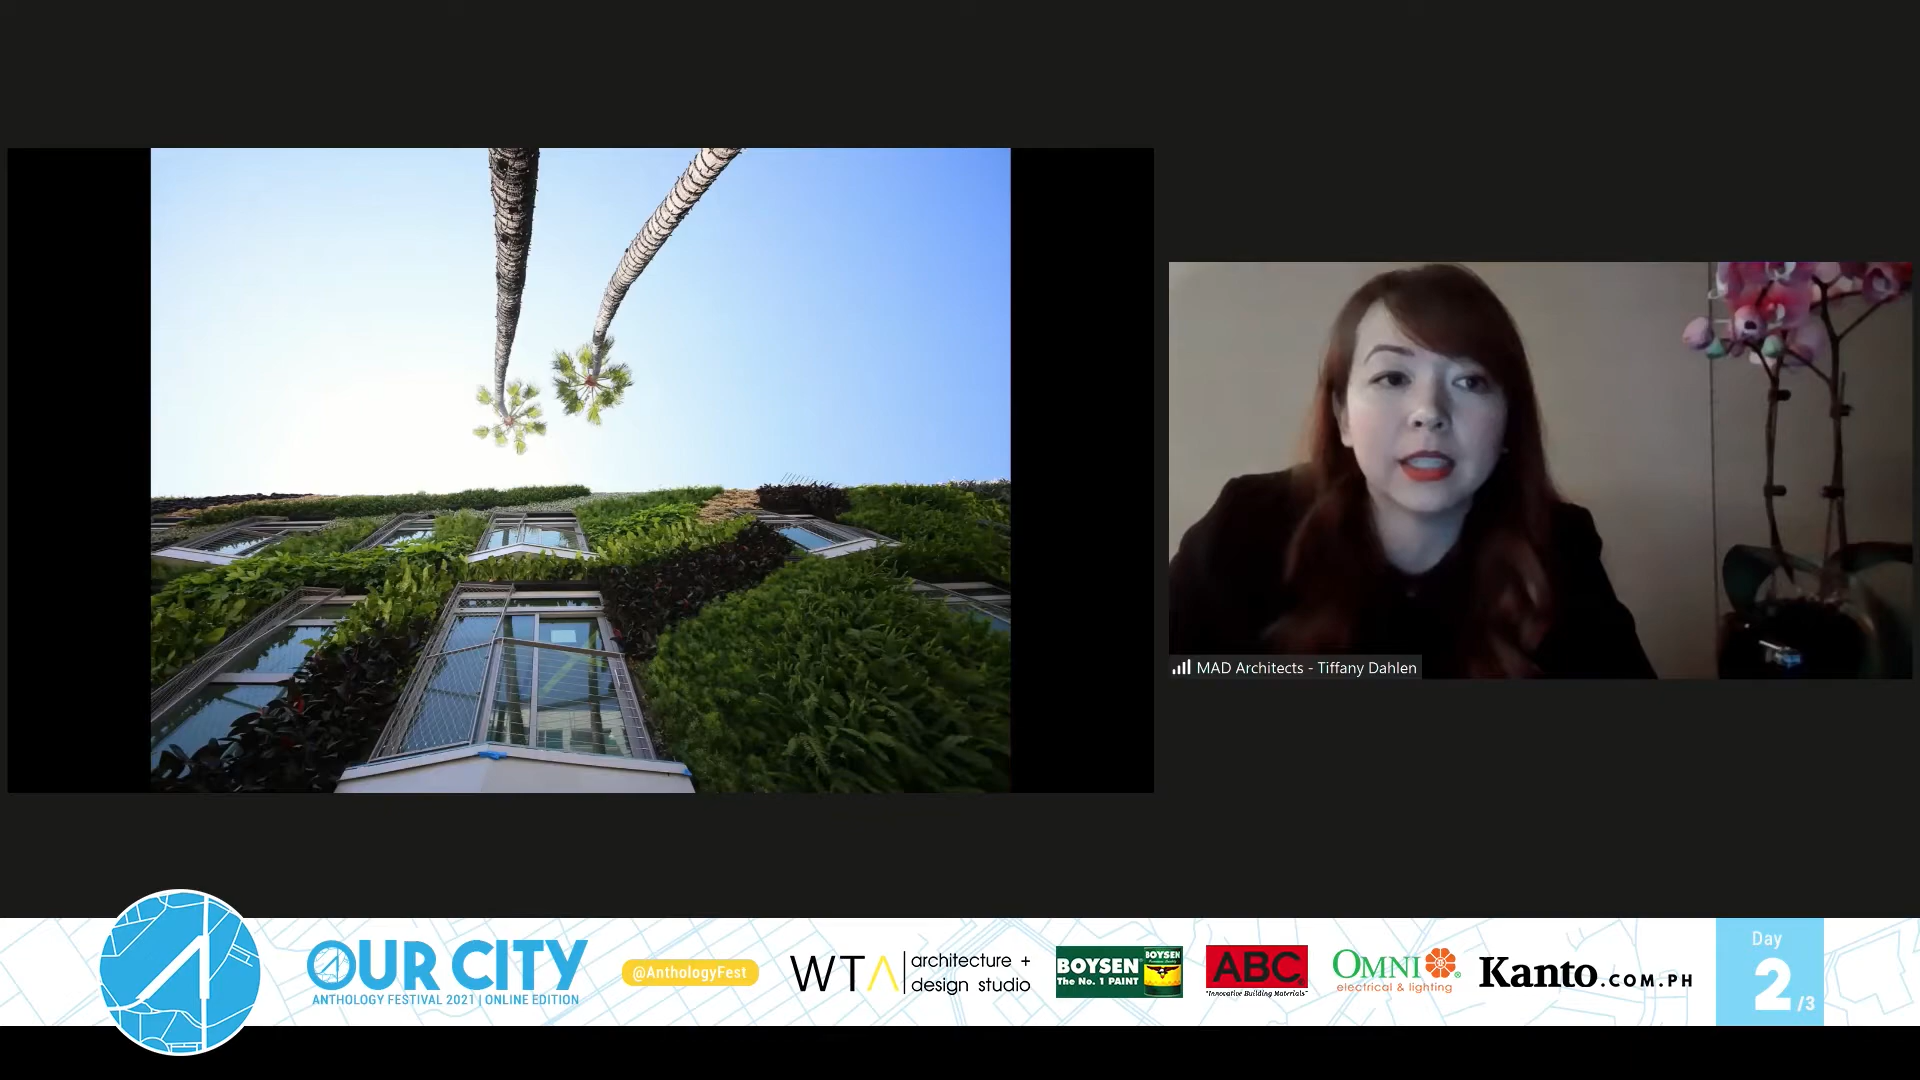 MAD Architects - Tiffany Dahlen
OUR CITY
ANTHOLOGY FESTIVAL 2021 | ONLINE EDITION
@AnthologyFest
WTA
architecture +
design studio
BOYSEN
The No. 1 PAINT
BOYSEN
ABC
"Innovative Building Materials"
OMNI
electrical & lighting
Kanto.COM.PH
Day
2/3